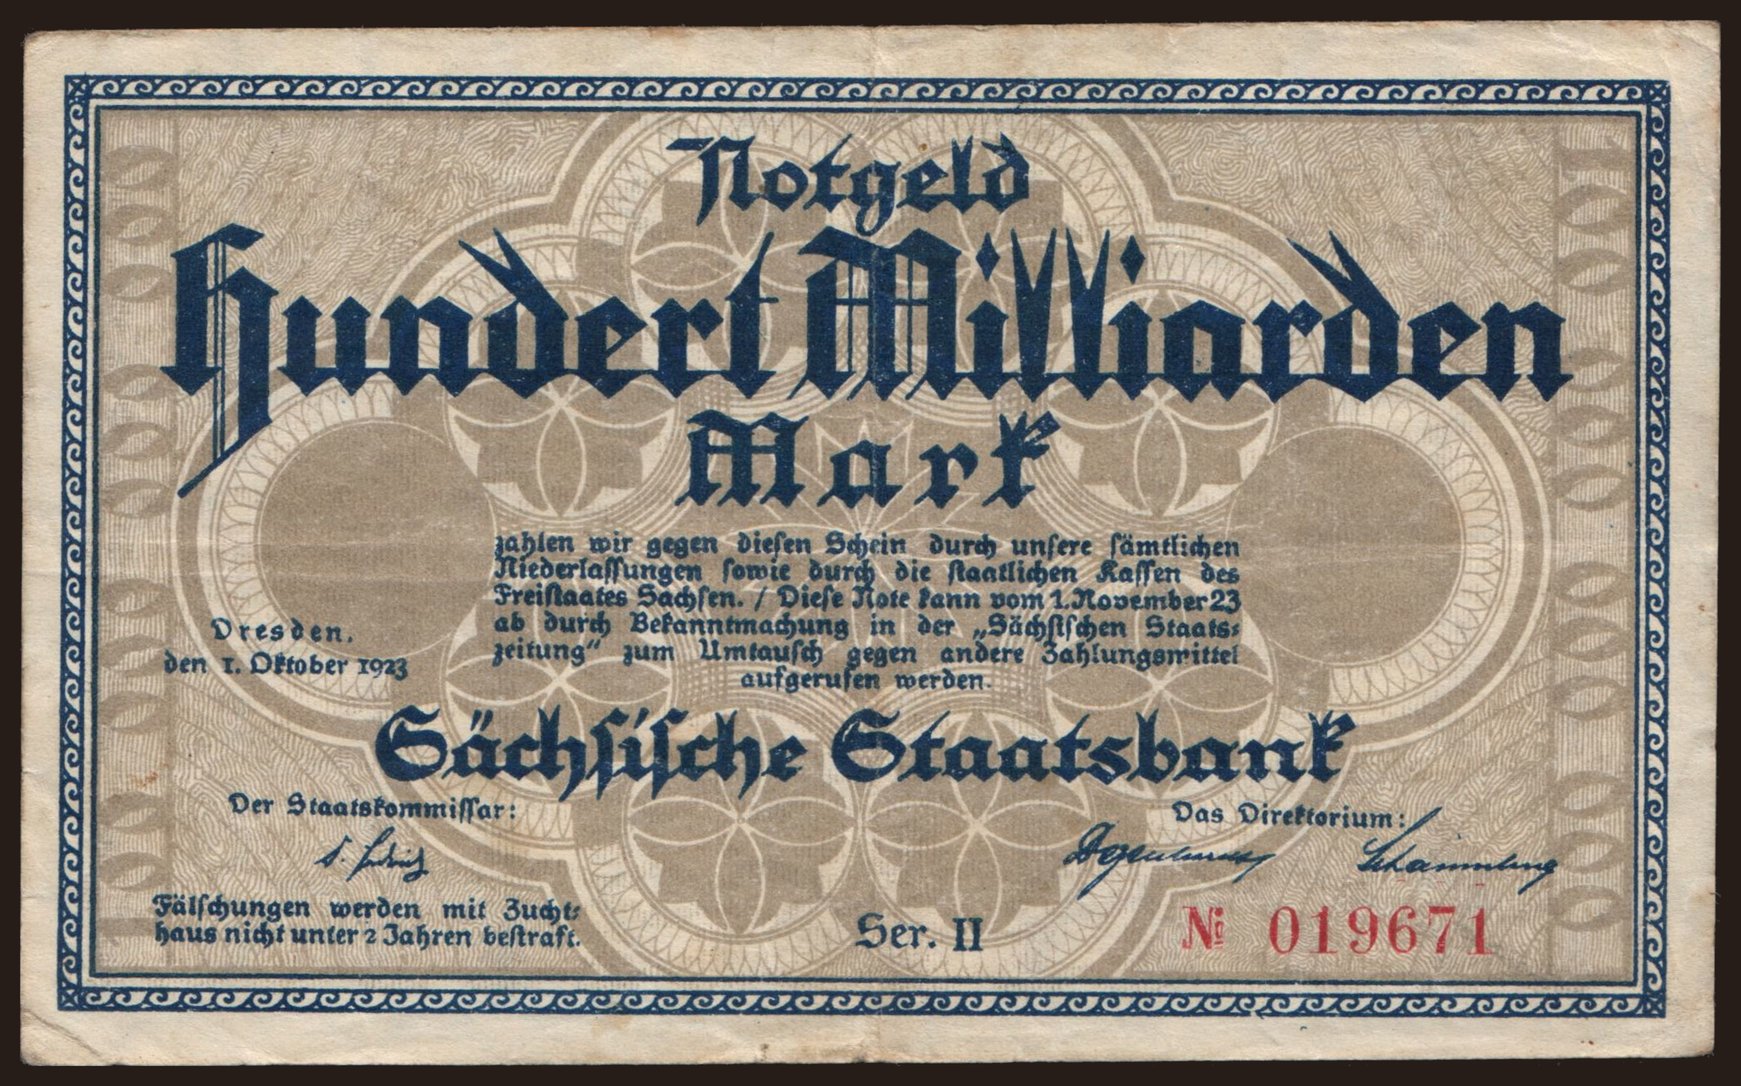 Notgeld
Hundert Milliarden
Mark
zahlen wir gegen diesen Schein durch unsere sämtlichen
Niederlassungen sowie durch die staatlichen Kassen des
Freistaates Sachsen. / Diese Note kann vom 1. November 23
ab durch Bekanntmachung in der „Sächsischen Staats-
zeitung" zum Umtausch gegen andere Zahlungsmittel
aufgerufen werden.
Dresden,
den 1. Oktober 1923
Sächsische Staatsbank
Der Staatskommissar:
Das Direktorium:
Fälschungen werden mit Zucht-
haus nicht unter 2 Jahren bestraft.
Ser. II
№ 019671